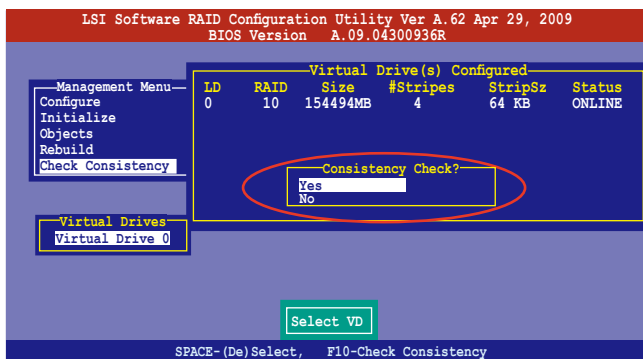 LSI Software RAID Configuration Utility Ver A.62 Apr 29, 2009
BIOS Version A.09.04300936R
Management Menu
Configure
Initialize
Objects
Rebuild
Check Consistency
Virtual Drive(s) Configured
LD RAID Size #Stripes StripSz Status
0 10 154494MB 4 64 KB ONLINE
Consistency Check?
Yes
No
Virtual Drives
Virtual Drive 0
Select VD
SPACE-(De)Select, F10-Check Consistency